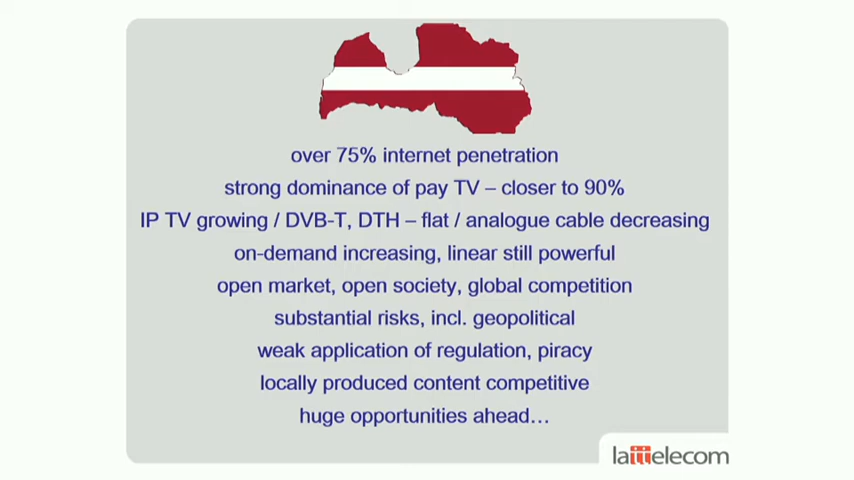 over 75% internet penetration
strong dominance of pay TV – closer to 90%
IP TV growing / DVB-T, DTH – flat / analogue cable decreasing
on-demand increasing, linear still powerful
open market, open society, global competition
substantial risks, incl. geopolitical
weak application of regulation, piracy
locally produced content competitive
huge opportunities ahead…
lattelecom